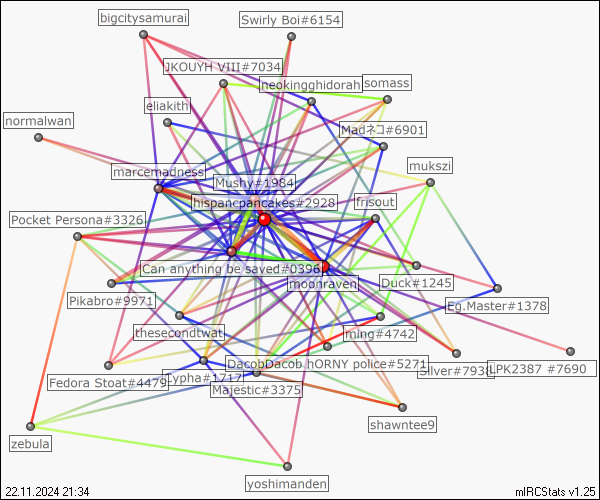 bigcitysamurai
Swirly Boi#6154
JKOUYH VIII#7034
neokingghidorah
somass
eliakith
normalwan
Madネコ#6901
marcemadness
mukszi
Mushy#1984
hispancpancakes#2928
frisout
Pocket Persona#3326
Can anything be saved#0396
moonraven
Duck#1245
Pikabro#9971
Eg.Master#1378
thesecondtwat
ming#4742
DacobDacob hORNY police#5271
Silver#7938
LPK2387 #7690
Fedora Stoat#4479
Lypha#1717
Majestic#3375
shawntee9
zebula
yoshimanden
22.11.2024 21:34
mIRCStats v1.25